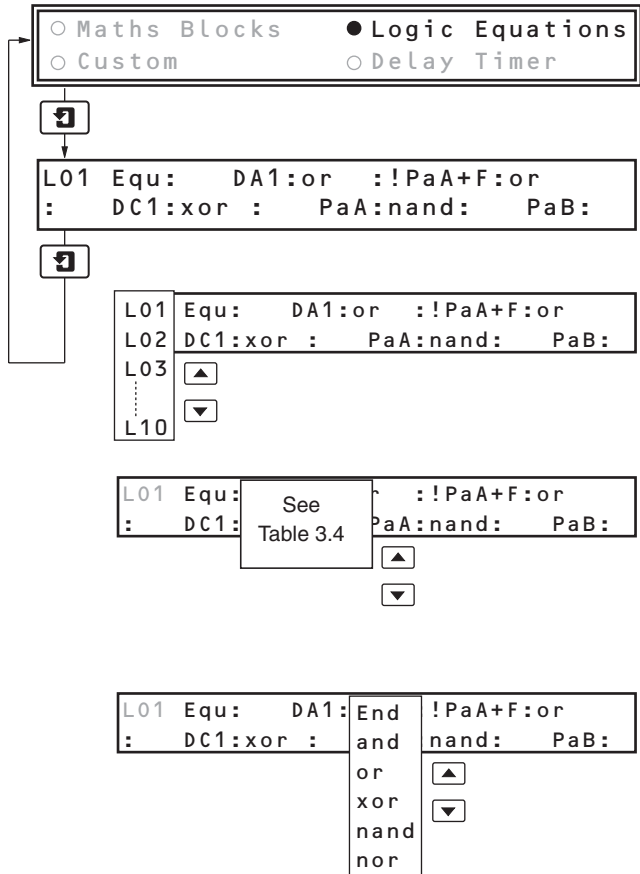 ○ Maths Blocks ● Logic Equations
○ Custom ○ Delay Timer
L01 Equ: DA1:or :!PaA+F:or
: DC1:xor : PaA:nand: PaB:
L01 Equ: DA1:or :!PaA+F:or
L02 DC1:xor : PaA:nand: PaB:
L03
L10
L01 Equ: r :!PaA+F:or
: DC1: PaA:nand: PaB:
See
Table 3.4
L01 Equ: DA1: End :!PaA+F:or
: DC1:xor : and nand: PaB:
or
xor
nand
nor